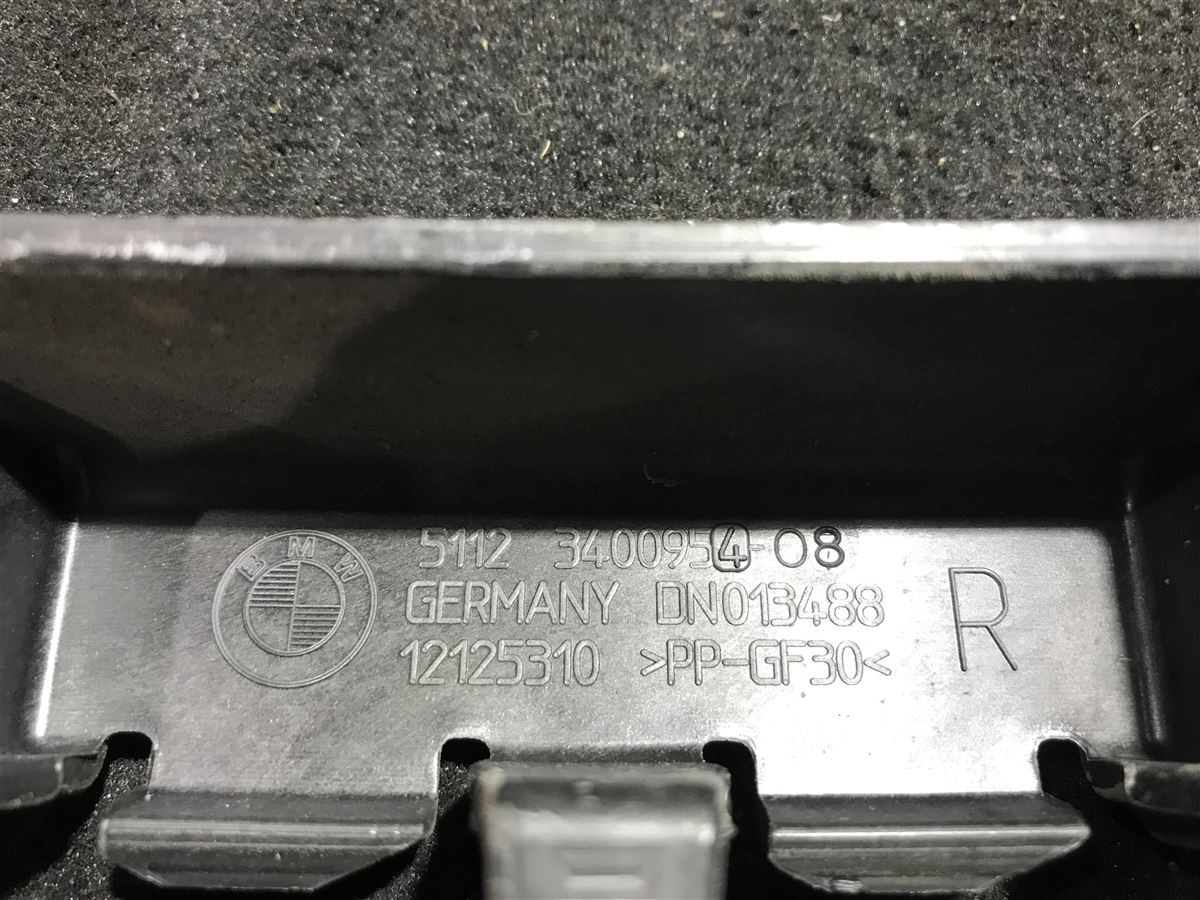 BMW
5112 3400954-08
GERMANY DN013488
12125310 >PP-GF30<
R